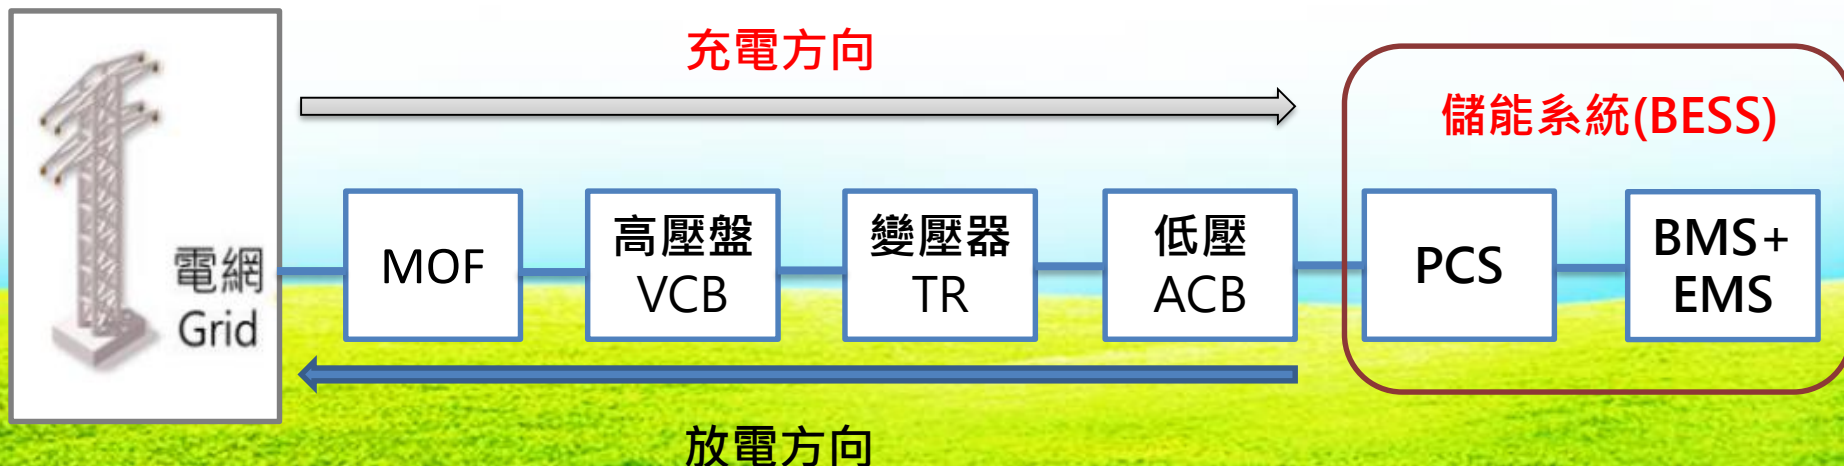 充電方向
儲能系統(BESS)
電網
Grid
MOF
高壓盤
VCB
變壓器
TR
低壓
ACB
PCS
BMS+
EMS
放電方向